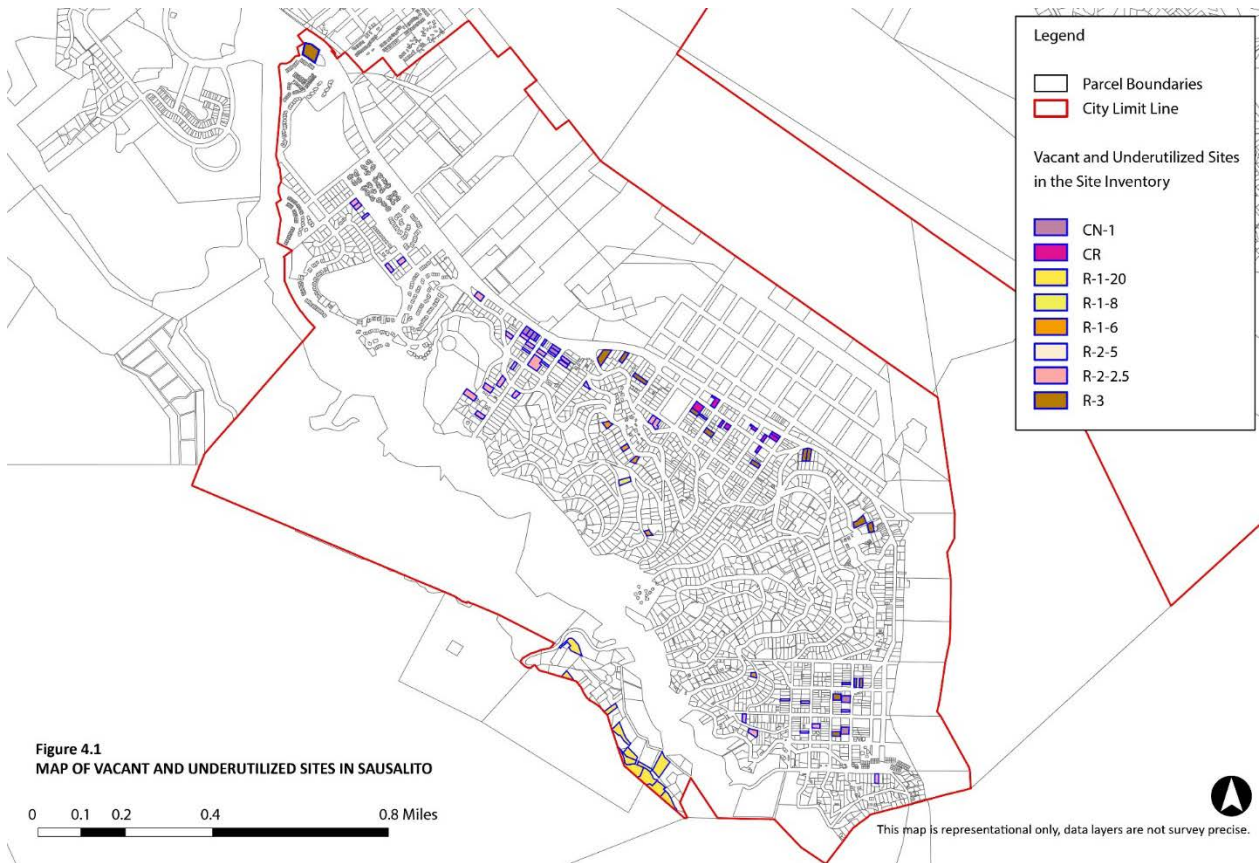 Legend
Parcel Boundaries
City Limit Line
Vacant and Underutilized Sites
in the Site Inventory
CN-1
CR
R-1-20
R-1-8
R-1-6
R-2-5
R-2-2.5
R-3
Figure 4.1
MAP OF VACANT AND UNDERUTILIZED SITES IN SAUSALITO
0 0.1 0.2 0.4 0.8 Miles
This map is representational only, data layers are not survey precise.